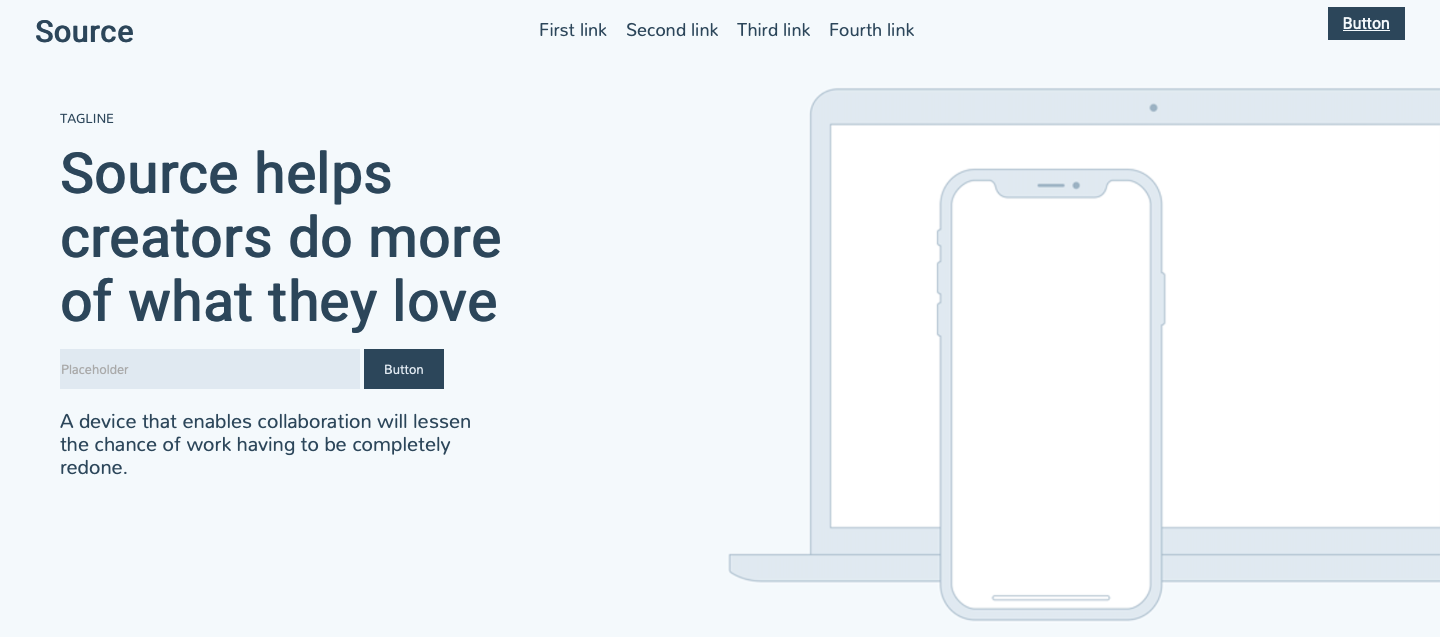 Source
First link Second link Third link Fourth link
Button
TAGLINE
Source helps
creators do more
of what they love
Placeholder
Button
A device that enables collaboration will lessen
the chance of work having to be completely
redone.